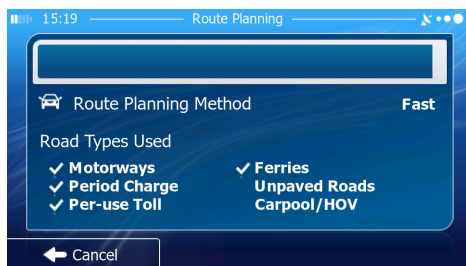 15:19 Route Planning
Route Planning Method Fast
Road Types Used
Motorways Ferries
Period Charge Unpaved Roads
Per-use Toll Carpool/HOV
Cancel